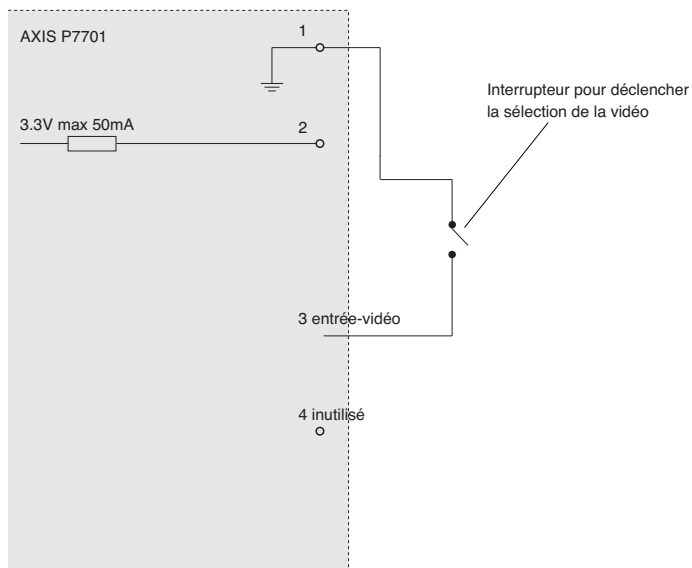 AXIS P7701
1
Interrupteur pour déclencher
la sélection de la vidéo
3.3V max 50mA
2
3 entrée-vidéo
4 inutilisé